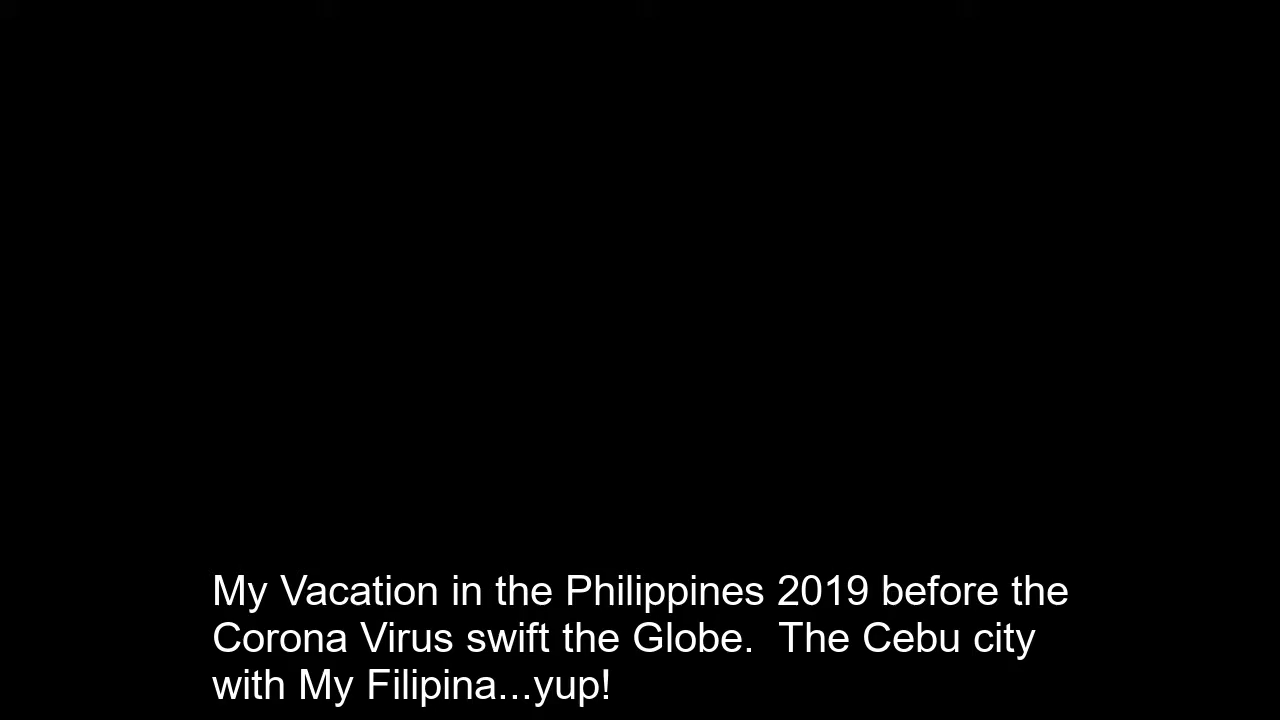 My Vacation in the Philippines 2019 before the
Corona Virus swift the Globe.  The Cebu city
with My Filipina...yup!